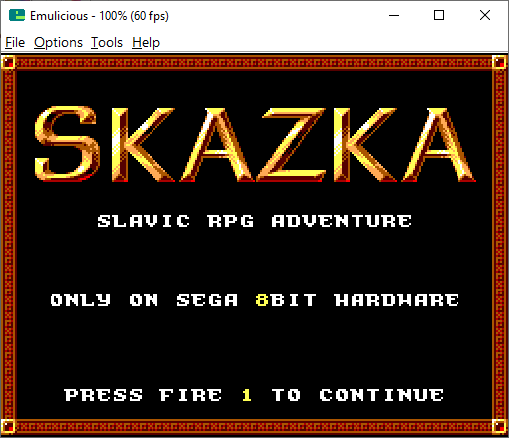 Emulicious - 100% (60 fps)
File Options Tools Help
SKAZKA
SLAVIC RPG ADVENTURE
ONLY ON SEGA 8BIT HARDWARE
PRESS FIRE 1 TO CONTINUE